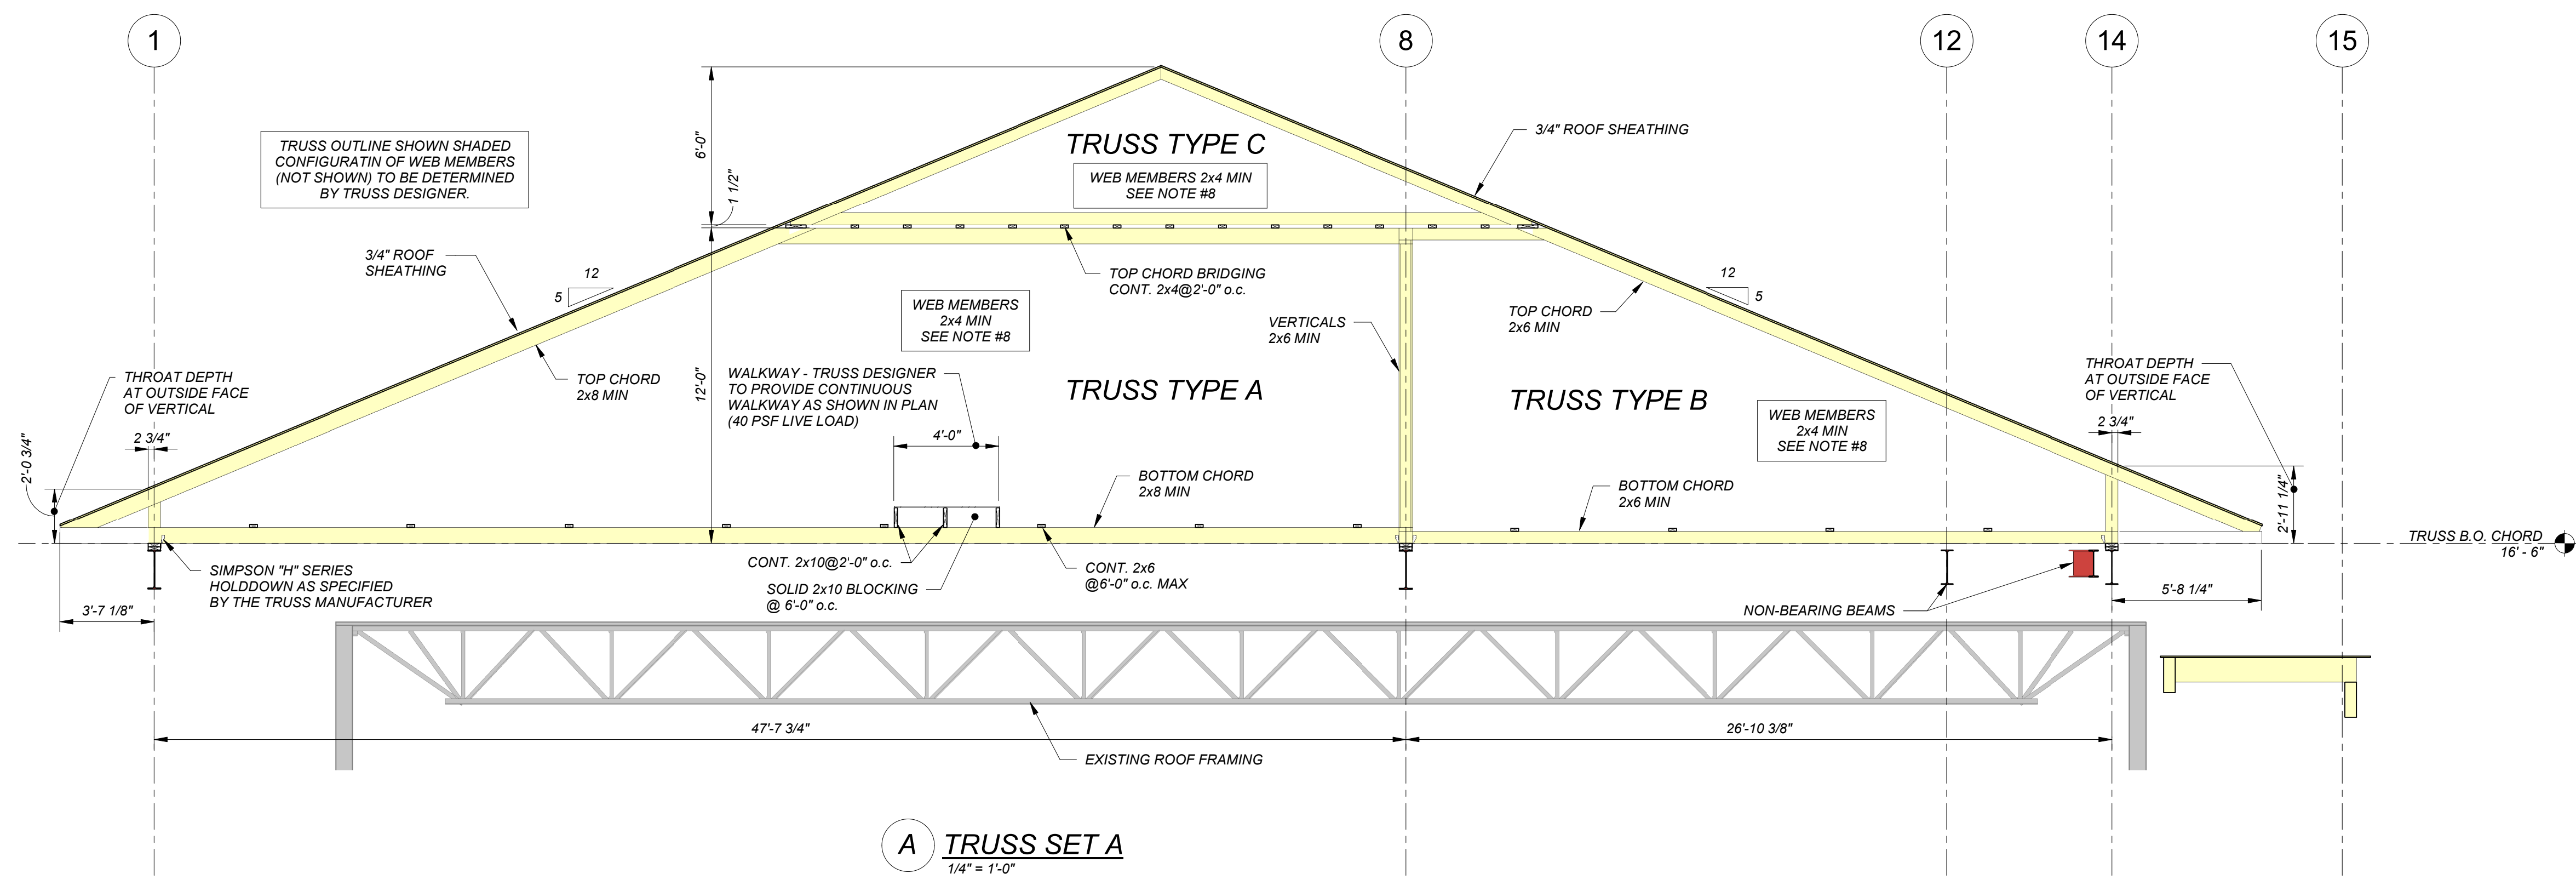 1
8
12
14
15
TRUSS OUTLINE SHOWN SHADED
CONFIGURATIN OF WEB MEMBERS
(NOT SHOWN) TO BE DETERMINED
BY TRUSS DESIGNER.
6'-0"
1 1/2"
TRUSS TYPE C
WEB MEMBERS 2x4 MIN
SEE NOTE #8
3/4" ROOF SHEATHING
3/4" ROOF
SHEATHING
12
5
TOP CHORD BRIDGING
CONT. 2x4@2'-0" o.c.
12
5
WEB MEMBERS
2x4 MIN
SEE NOTE #8
VERTICALS
2x6 MIN
TOP CHORD
2x6 MIN
THROAT DEPTH
AT OUTSIDE FACE
OF VERTICAL
TOP CHORD
2x8 MIN
12'-0"
WALKWAY - TRUSS DESIGNER
TO PROVIDE CONTINUOUS
WALKWAY AS SHOWN IN PLAN
(40 PSF LIVE LOAD)
TRUSS TYPE A
TRUSS TYPE B
THROAT DEPTH
AT OUTSIDE FACE
OF VERTICAL
WEB MEMBERS
2x4 MIN
SEE NOTE #8
2 3/4"
2'-0 3/4"
4'-0"
2 3/4"
BOTTOM CHORD
2x8 MIN
BOTTOM CHORD
2x6 MIN
2'-11 1/4"
TRUSS B.O. CHORD
16' - 6"
SIMPSON "H" SERIES
HOLDDOWN AS SPECIFIED
BY THE TRUSS MANUFACTURER
CONT. 2x10@2'-0" o.c.
SOLID 2x10 BLOCKING
@ 6'-0" o.c.
CONT. 2x6
@6'-0" o.c. MAX
NON-BEARING BEAMS
3'-7 1/8"
5'-8 1/4"
47'-7 3/4"
26'-10 3/8"
EXISTING ROOF FRAMING
A
TRUSS SET A
1/4" = 1'-0"